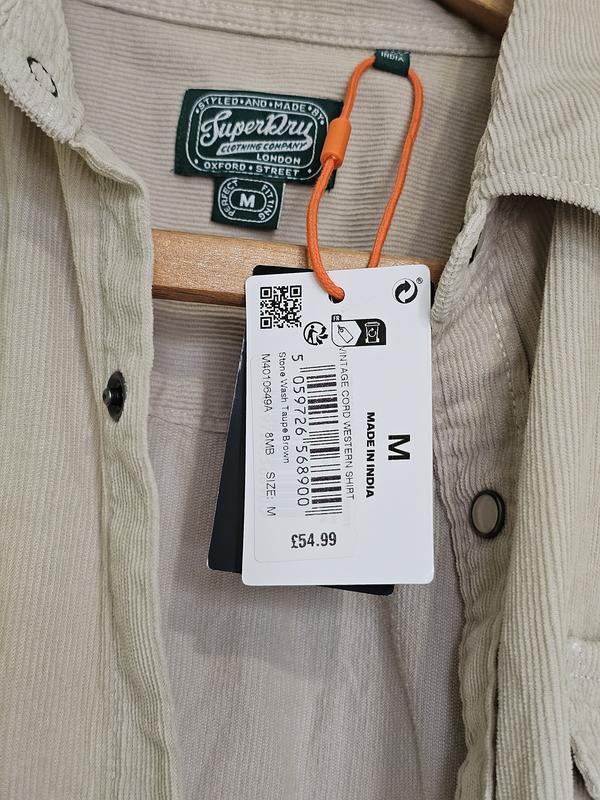 INDIA
STYLED • AND • MADE • BY
SuperDry
CLOTHING COMPANY
LONDON
OXFORD • STREET
PERFECT FITTING
M
®
FR
M
MADE IN INDIA
VINTAGE CORD WESTERN SHIRT
5 059726 568900
Stone Wash Taupe Brown
M4010649A 8MB SIZE: M
£54.99